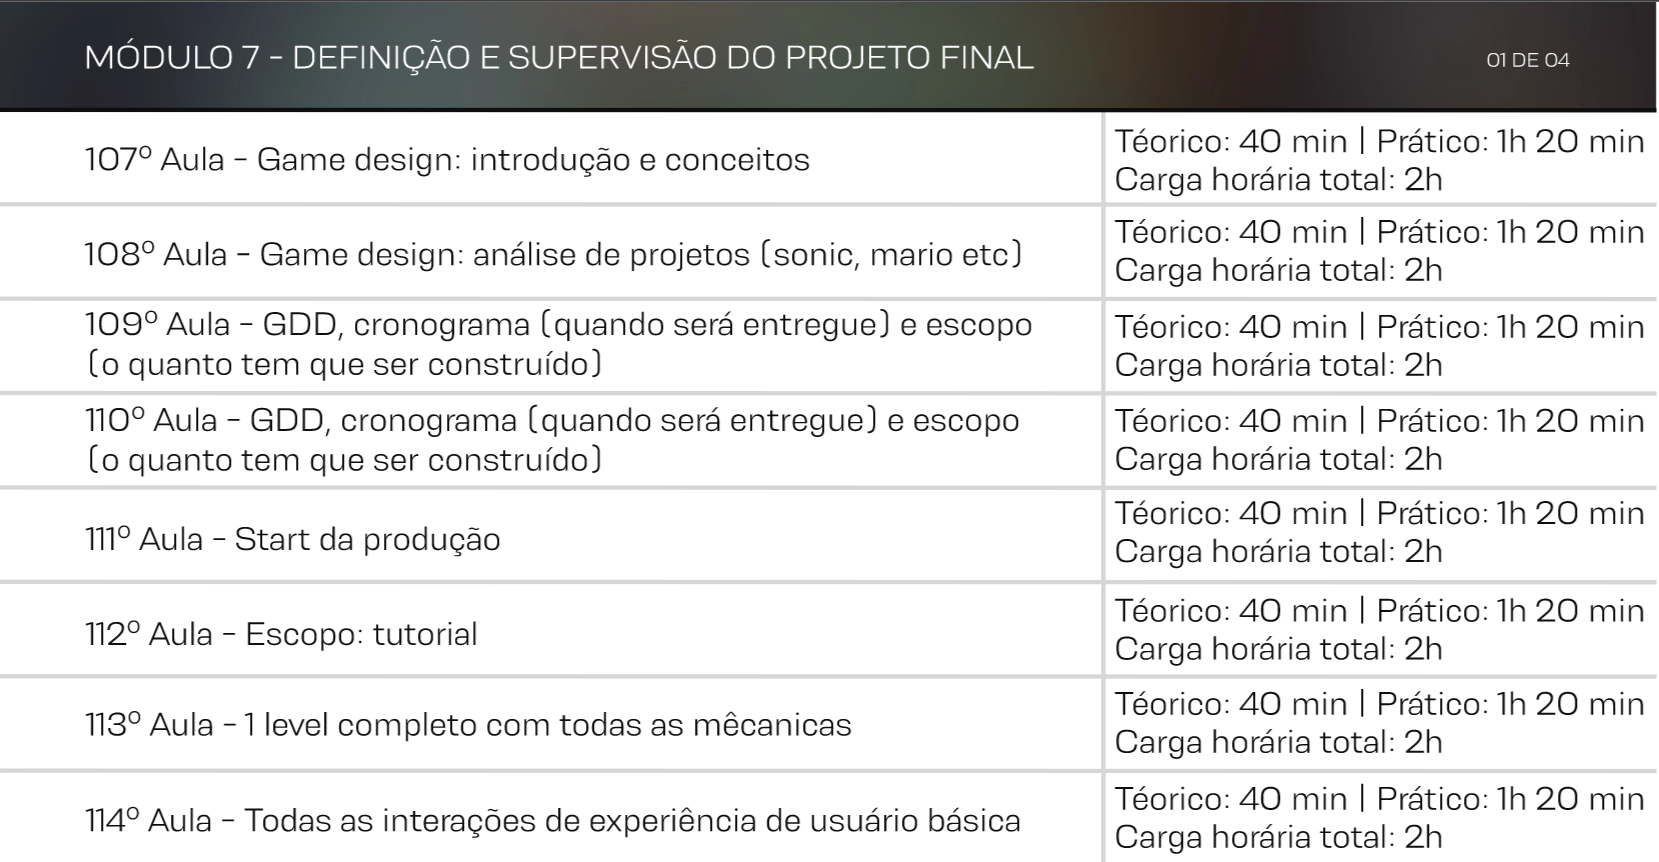 MÓDULO 7 - DEFINIÇÃO E SUPERVISÃO DO PROJETO FINAL
01 DE 04
107º Aula - Game design: introdução e conceitos
Téorico: 40 min | Prático: 1h 20 min
Carga horária total: 2h
108º Aula - Game design: análise de projetos (sonic, mario etc)
Téorico: 40 min | Prático: 1h 20 min
Carga horária total: 2h
109º Aula - GDD, cronograma (quando será entregue) e escopo
(o quanto tem que ser construído)
Téorico: 40 min | Prático: 1h 20 min
Carga horária total: 2h
110º Aula - GDD, cronograma (quando será entregue) e escopo
(o quanto tem que ser construído)
Téorico: 40 min | Prático: 1h 20 min
Carga horária total: 2h
111º Aula - Start da produção
Téorico: 40 min | Prático: 1h 20 min
Carga horária total: 2h
112º Aula - Escopo: tutorial
Téorico: 40 min | Prático: 1h 20 min
Carga horária total: 2h
113º Aula - 1 level completo com todas as mêcanicas
Téorico: 40 min | Prático: 1h 20 min
Carga horária total: 2h
114º Aula - Todas as interações de experiência de usuário básica
Téorico: 40 min | Prático: 1h 20 min
Carga horária total: 2h